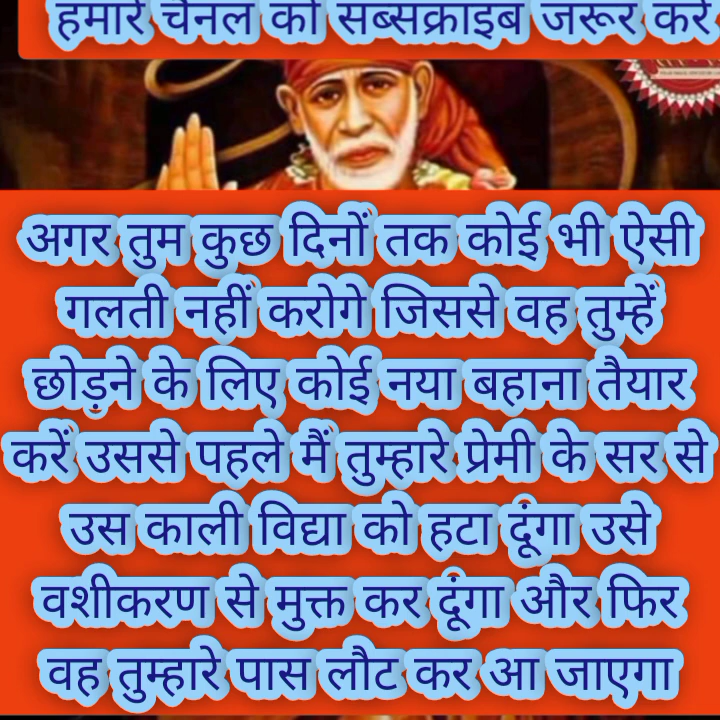 हमारे चैनल को सब्सक्राइब जरूर करें
अगर तुम कुछ दिनों तक कोई भी ऐसी
गलती नहीं करोगे जिससे वह तुम्हें
छोड़ने के लिए कोई नया बहाना तैयार
करें उससे पहले मैं तुम्हारे प्रेमी के सर से
उस काली विद्या को हटा दूंगा उसे
वशीकरण से मुक्त कर दूंगा और फिर
वह तुम्हारे पास लौट कर आ जाएगा